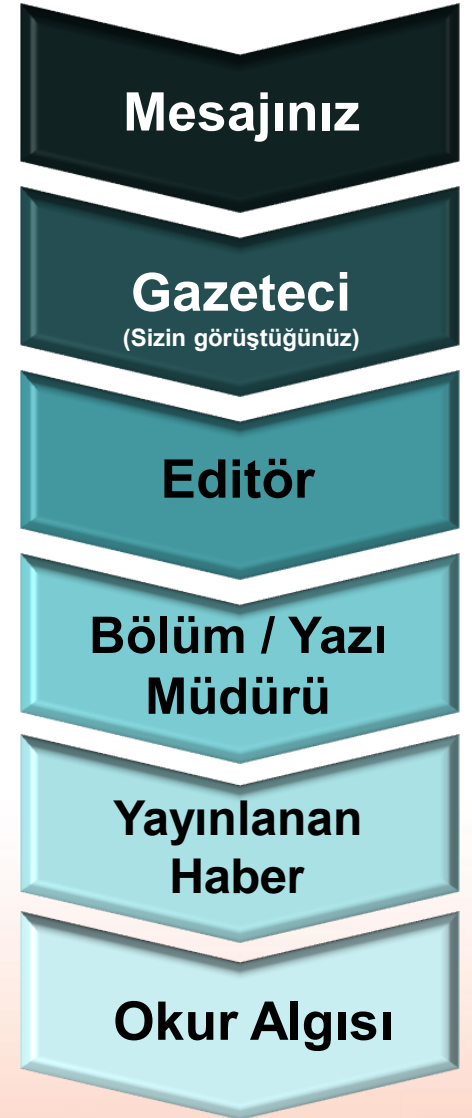 Mesajınız
Gazeteci
(Sizin görüştüğünüz)
Editör
Bölüm / Yazı
Müdürü
Yayınlanan
Haber
Okur Algısı